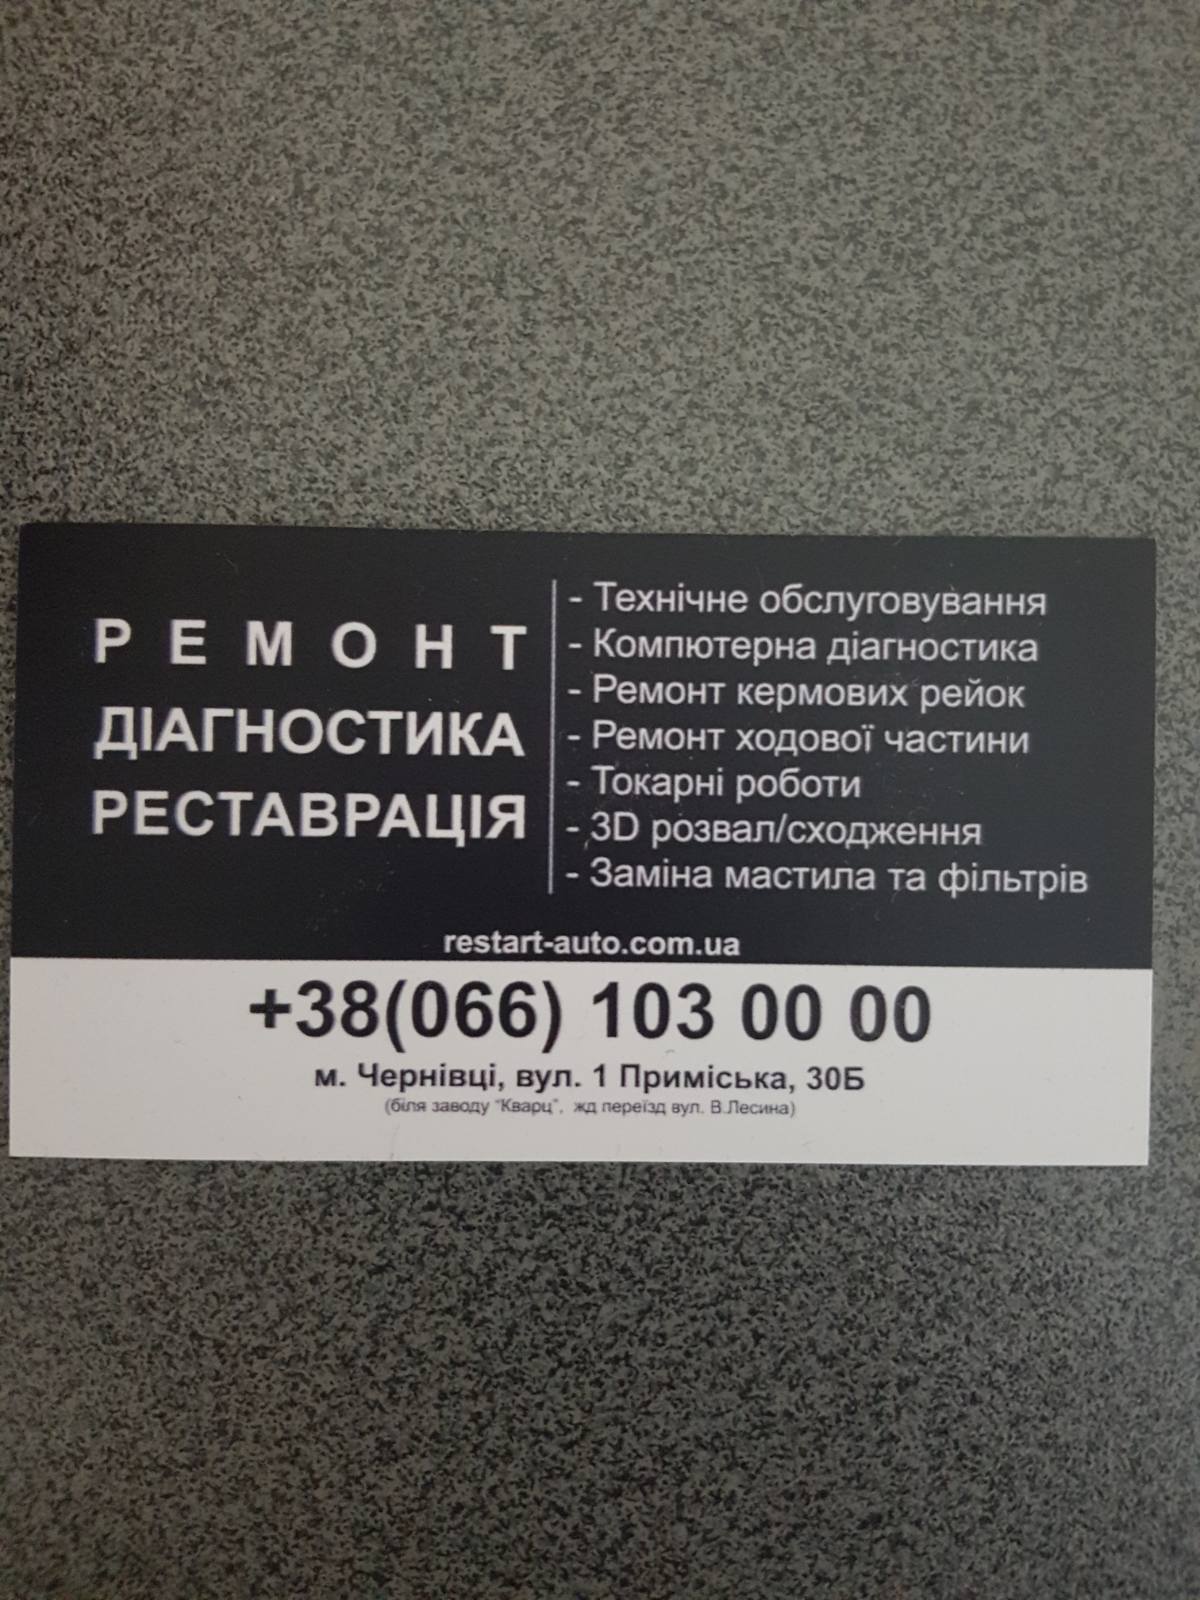 РЕМОНТ
ДІАГНОСТИКА
РЕСТАВРАЦІЯ
- Технічне обслуговування
- Компютерна діагностика
- Ремонт кермових рейок
- Ремонт ходової частини
- Токарні роботи
- 3D розвал/сходження
- Заміна мастила та фільтрів
restart-auto.com.ua
+38(066) 103 00 00
м. Чернівці, вул. 1 Приміська, 30Б
(біля заводу "Кварц", жд переїзд вул. В.Лесина)